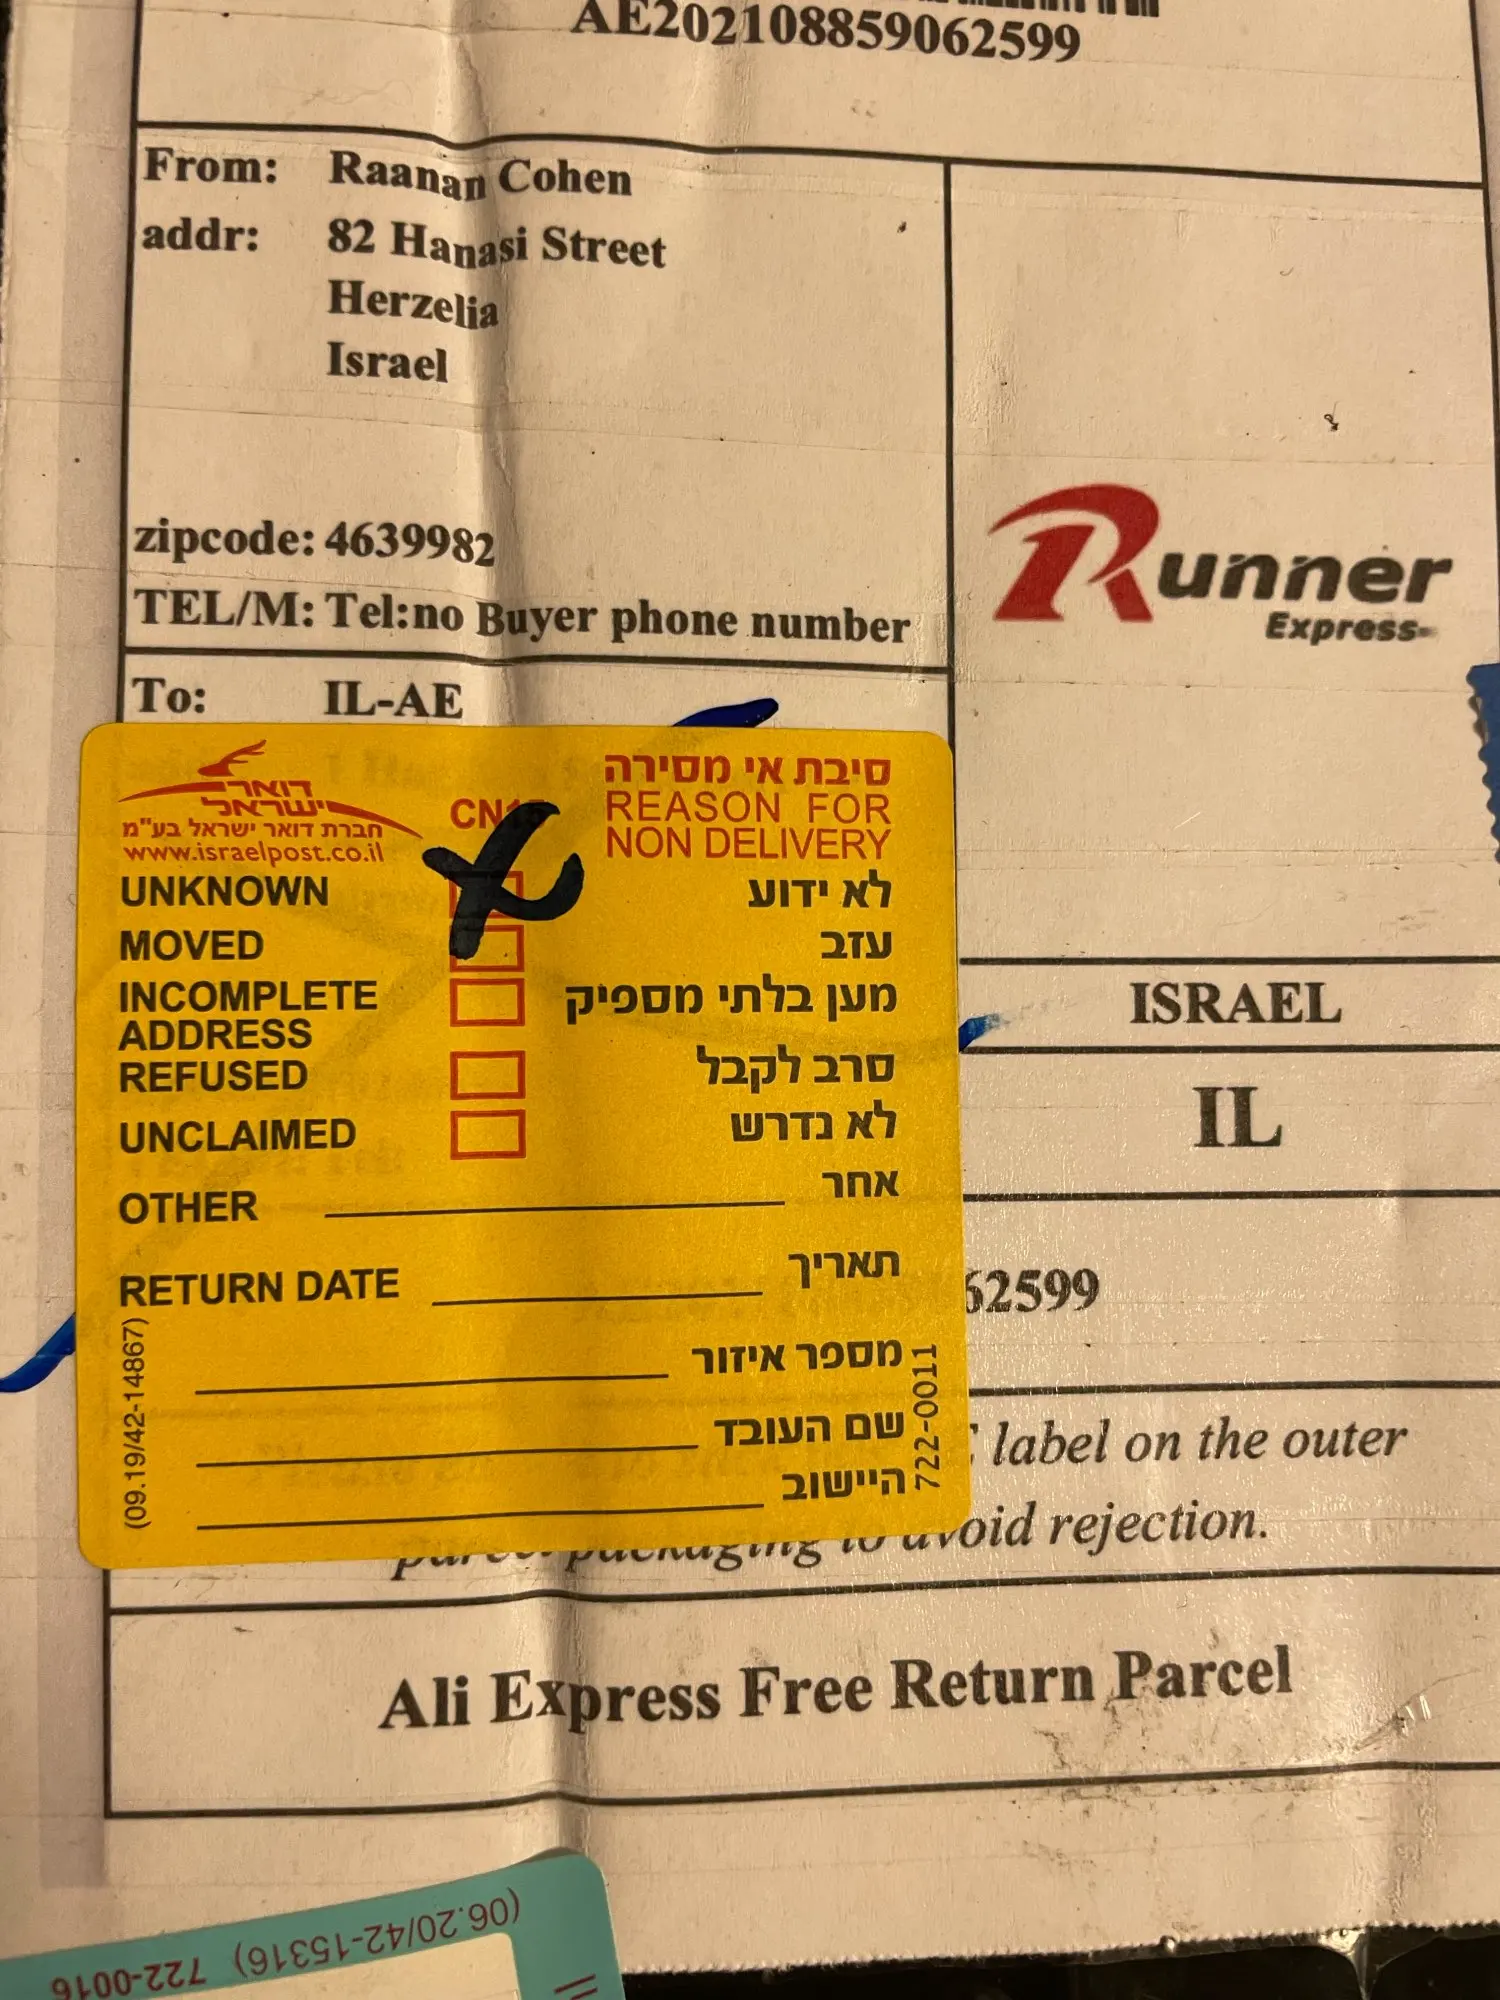 AE202108859062599
From: Raanan Cohen
addr: 82 Hanasi Street
Herzelia
Israel
zipcode: 4639982
TEL/M: Tel:no Buyer phone number
Runner
Express
To: IL-AE
דואר
ישראל
חברת דואר ישראל בע"מ
www.israelpost.co.il
סיבת אי מסירה
REASON FOR
NON DELIVERY
UNKNOWN לא ידוע
MOVED עזב
INCOMPLETE ADDRESS מען בלתי מספיק
REFUSED סרב לקבל
UNCLAIMED לא נדרש
OTHER אחר
RETURN DATE תאריך
מספר איזור
שם העובד
היישוב
(09.19/42-14867)
722-0011
ISRAEL
IL
62599
label on the outer
parcel packaging to avoid rejection.
Ali Express Free Return Parcel
722-0016 (06.20/42-15316)